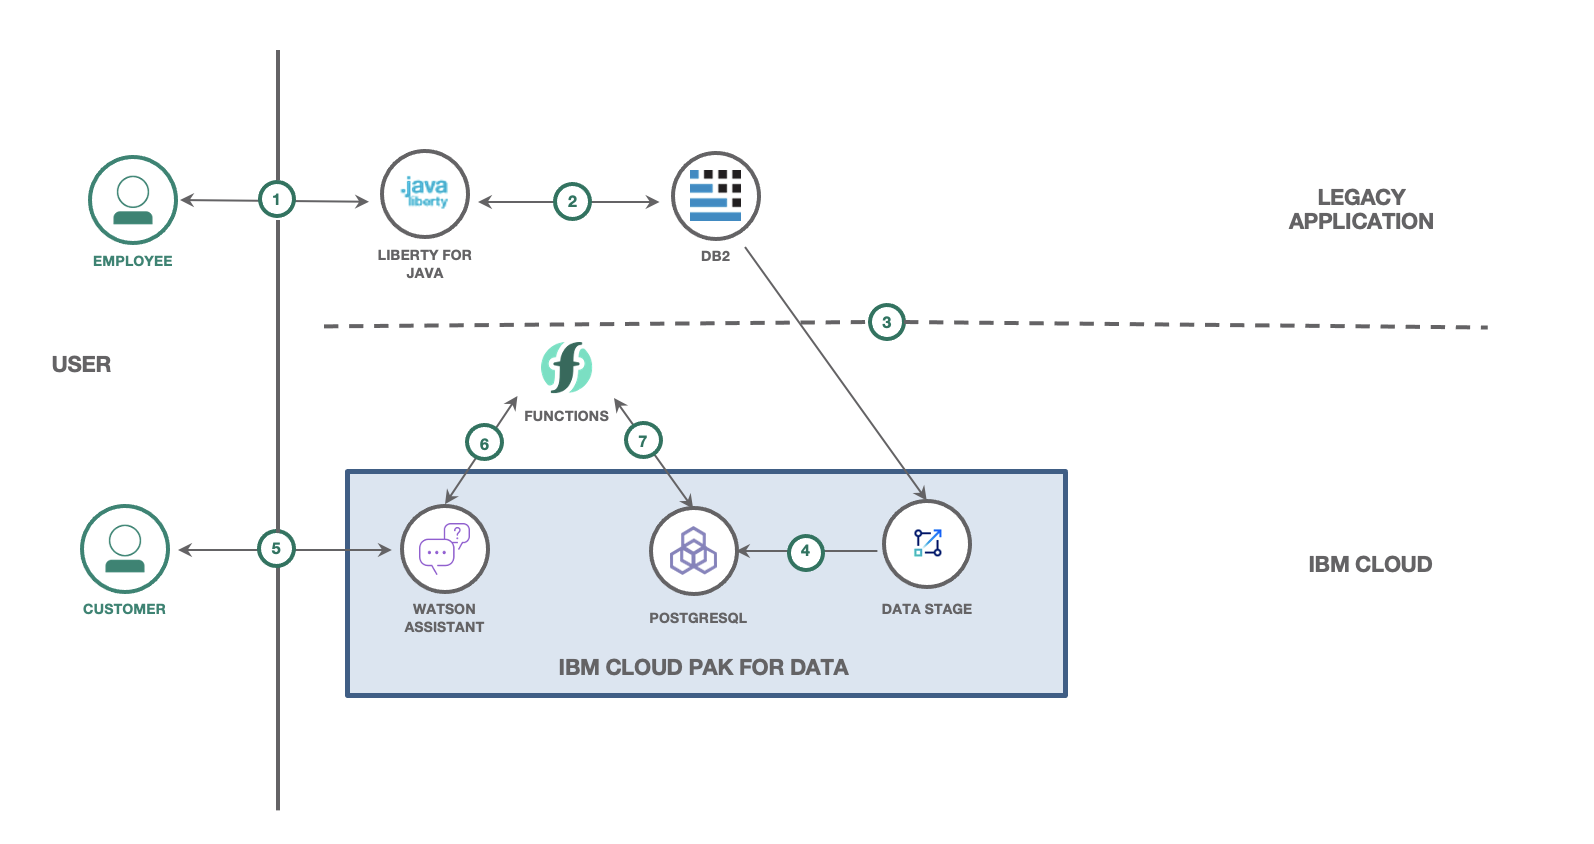 1
2
.java
liberty
EMPLOYEE
LIBERTY FOR
JAVA
DB2
LEGACY
APPLICATION
3
USER
FUNCTIONS
6
7
5
?
4
CUSTOMER
WATSON
ASSISTANT
POSTGRESQL
DATA STAGE
IBM CLOUD
IBM CLOUD PAK FOR DATA